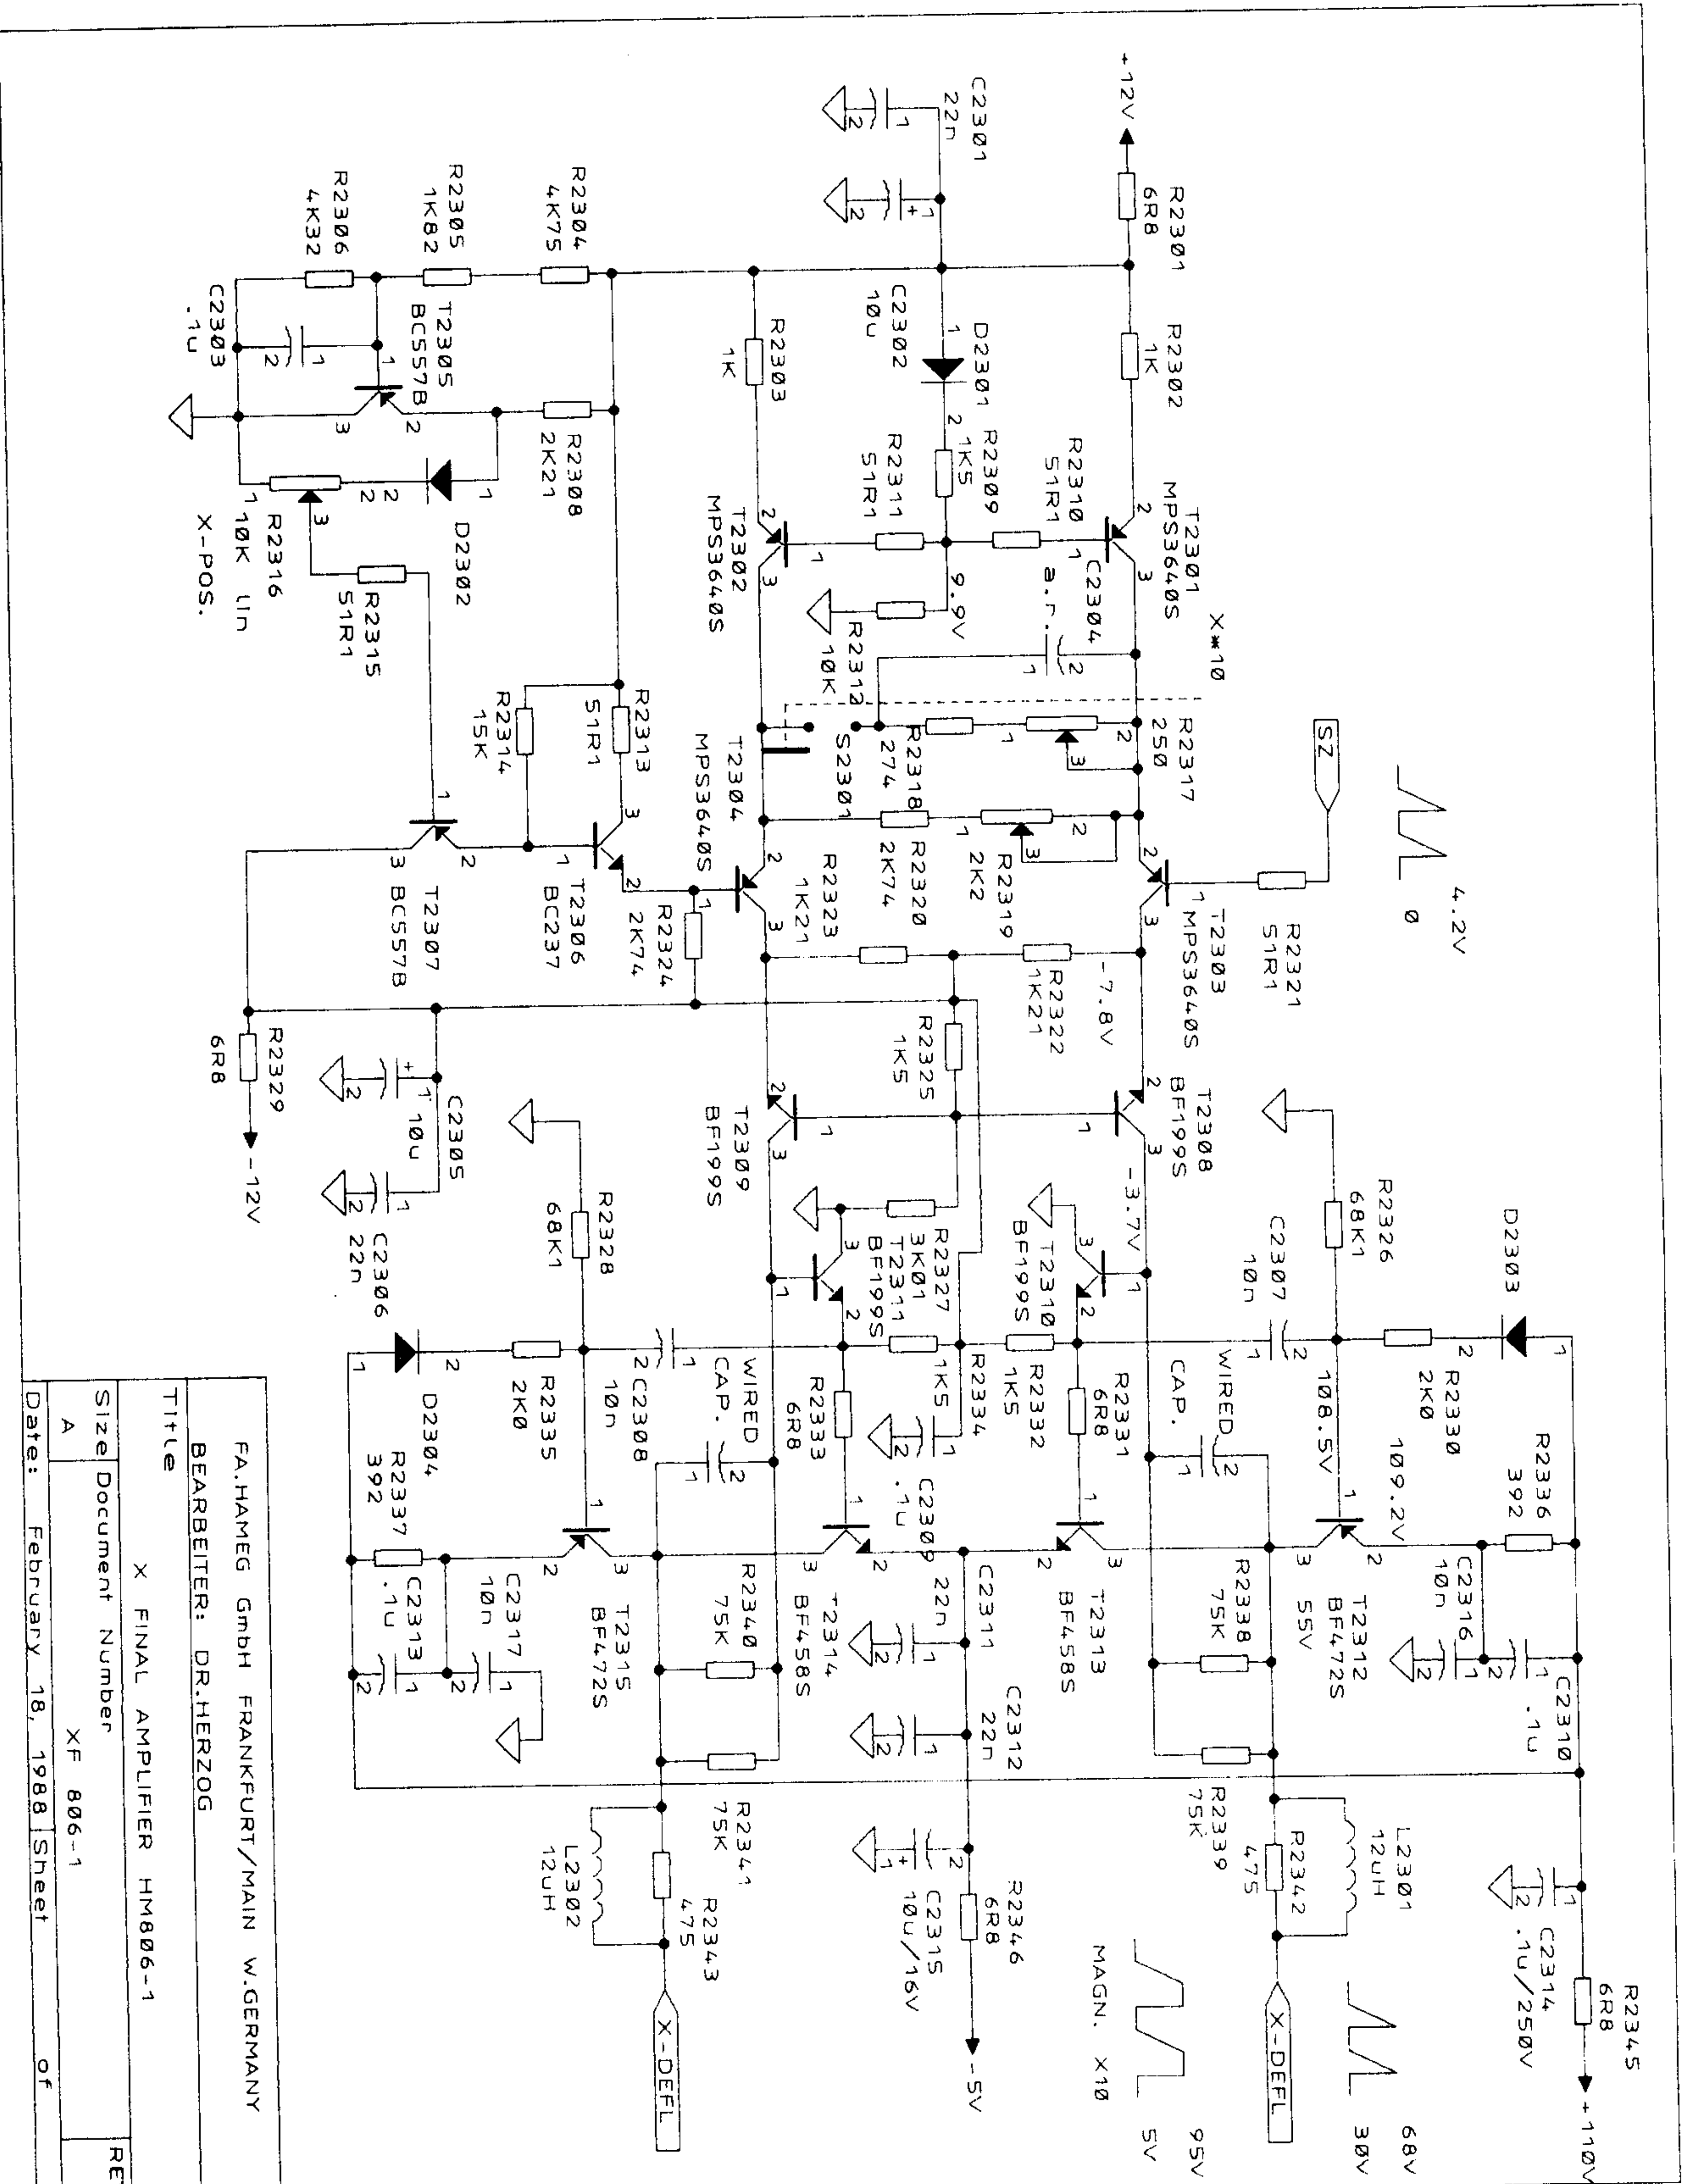 +12V
R2301
6R8
R2302
1K
T2301
MPS3640S
X*10
R2317
250
SZ
4.2V
0
R2321
51R1
T2303
MPS3640S
-7.8V
R2322
1K21
T2308
BF199S
-3.7V
R2326
68K1
C2307
10n
D2303
R2330
2K0
108.5V
109.2V
R2336
392
T2312
BF472S
55V
C2316
10n
C2310
.1u
R2345
6R8
+110V
C2314
.1u/250V
L2301
12uH
R2342
475
X-DEFL
68V
30V
95V
5V
MAGN. X10
R2338
75K
R2339
75K
WIRED
CAP.
R2331
6R8
R2332
1K5
T2310
BF199S
T2313
BF458S
C2301
22n
C2302
10u
D2301
R2309
1K5
R2310
51R1
R2311
51R1
9.9V
C2304
a.n.
R2312
10K
S2301
R2318
274
R2319
2K2
R2320
2K74
R2323
1K21
R2325
1K5
R2327
3K01
T2311
BF199S
R2334
1K5
C2309
.1u
C2311
22n
C2312
22n
C2315
10u/16V
R2346
6R8
-5V
R2303
1K
T2302
MPS3640S
T2304
MPS3640S
T2309
BF199S
R2333
6R8
WIRED
CAP.
T2314
BF458S
R2340
75K
R2341
75K
R2343
475
L2302
12uH
X-DEFL
R2304
4K75
R2305
1K82
R2306
4K32
C2303
.1u
T2305
BC557B
R2308
2K21
D2302
R2316
10K lin
X-POS.
R2315
51R1
R2313
51R1
R2314
15K
T2306
BC237
T2307
BC557B
R2324
2K74
R2329
6R8
-12V
C2305
10u
C2306
22n
R2328
68K1
C2308
10n
R2335
2K0
D2304
R2337
392
T2315
BF472S
C2317
10n
C2313
.1u
FA.HAMEG GmbH FRANKFURT/MAIN W.GERMANY
BEARBEITER: DR.HERZOG
Title
X FINAL AMPLIFIER HM806-1
Size Document Number RE
A XF 806-1
Date: February 18, 1988 Sheet of